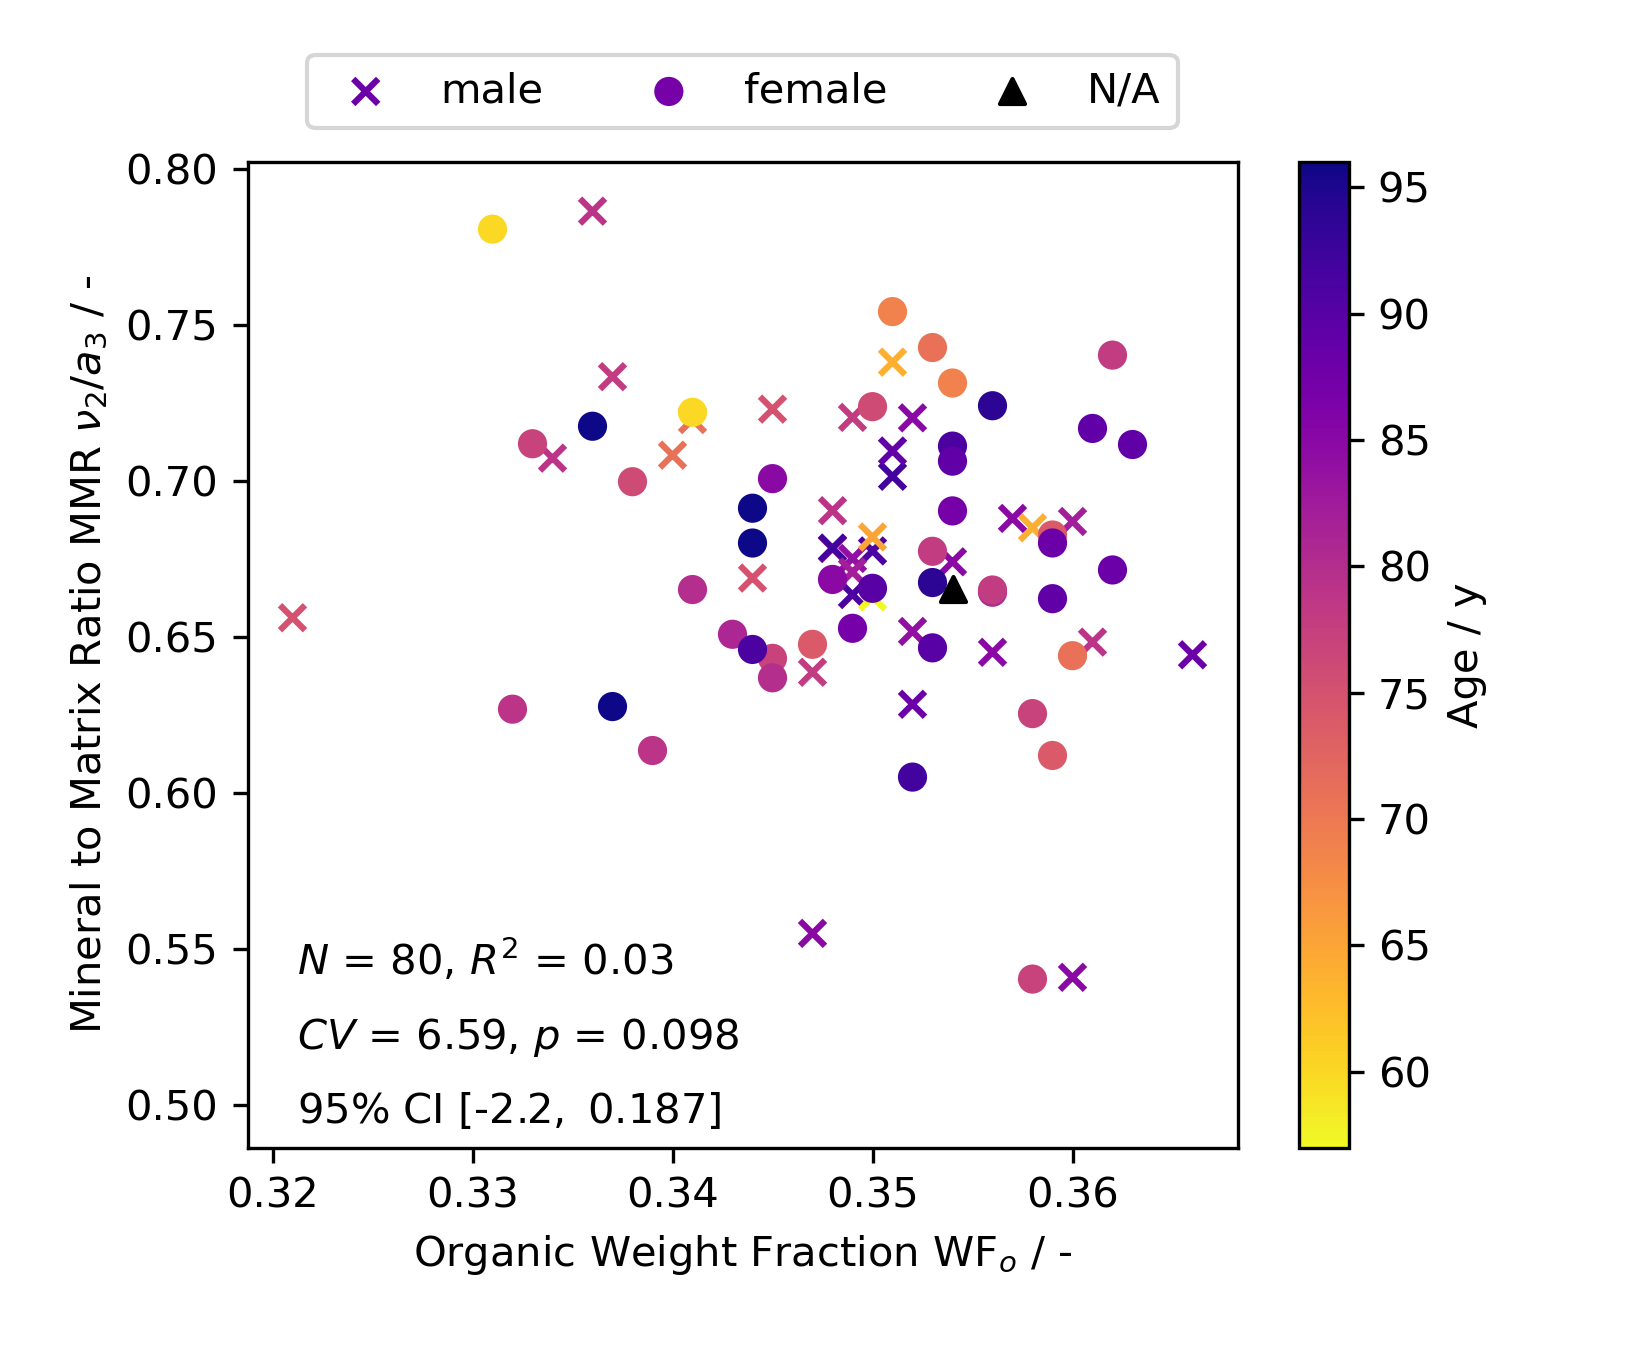 male female N/A
0.80
0.75
0.70
0.65
0.60
0.55
0.50
Mineral to Matrix Ratio MMR ν₂/a₃ / -
N = 80, R² = 0.03
CV = 6.59, p = 0.098
95% CI [-2.2, 0.187]
0.32 0.33 0.34 0.35 0.36
Organic Weight Fraction WFₒ / -
95
90
85
80
75
70
65
60
Age / y